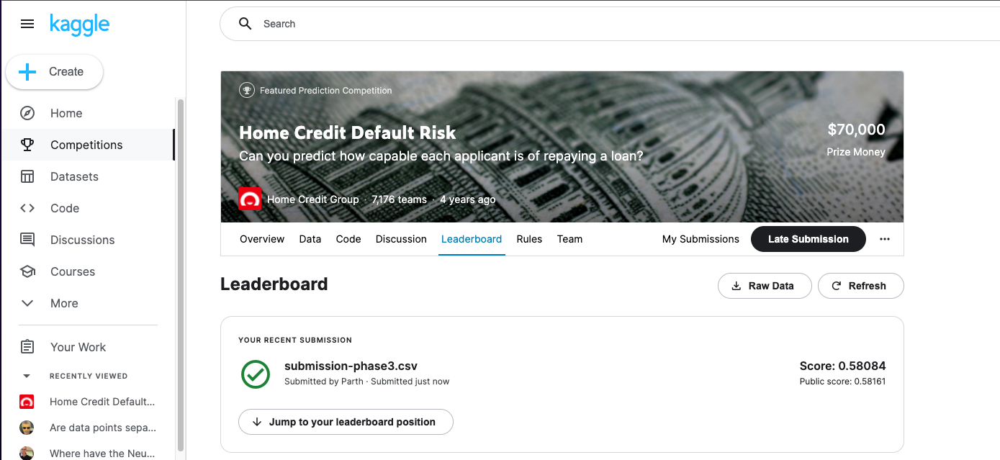 kaggle
Search
Create
Home
Competitions
Datasets
Code
Discussions
Courses
More
Your Work
RECENTLY VIEWED
Home Credit Default...
Are data points sepa...
Where have the Neu...
Featured Prediction Competition
Home Credit Default Risk
$70,000
Can you predict how capable each applicant is of repaying a loan?
Prize Money
Home Credit Group · 7,176 teams · 4 years ago
Overview Data Code Discussion Leaderboard Rules Team My Submissions Late Submission ...
Leaderboard
Raw Data Refresh
YOUR RECENT SUBMISSION
submission-phase3.csv Score: 0.58084
Submitted by Parth · Submitted just now Public score: 0.58161
Jump to your leaderboard position